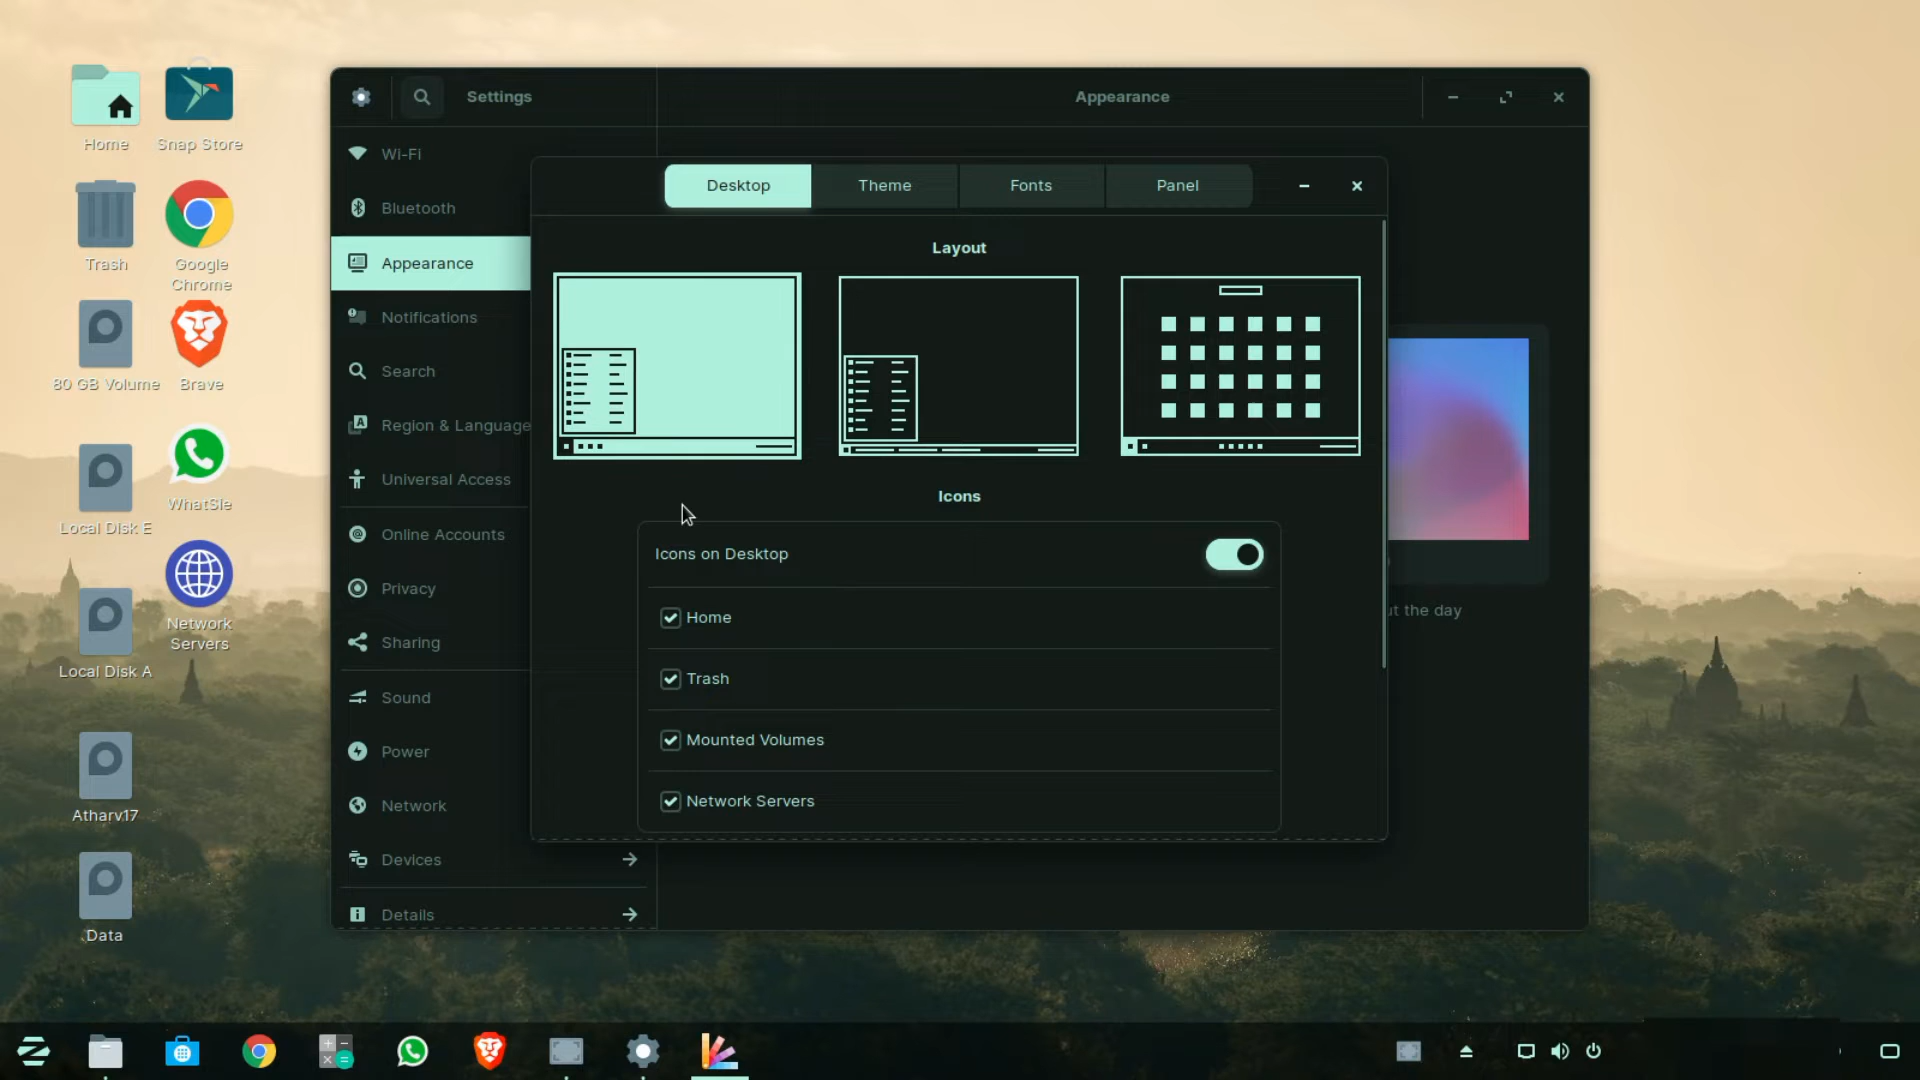 Home
Snap Store
Trash
Google
Chrome
80 GB Volume
Brave
Local Disk E
WhatSie
Local Disk A
Network
Servers
Atharv17
Data
Settings
Appearance
Wi-Fi
Bluetooth
Appearance
Notifications
Search
Region & Language
Universal Access
Online Accounts
Privacy
Sharing
Sound
Power
Network
Devices
Details
Desktop
Theme
Fonts
Panel
Layout
Icons
Icons on Desktop
Home
Trash
Mounted Volumes
Network Servers
the day